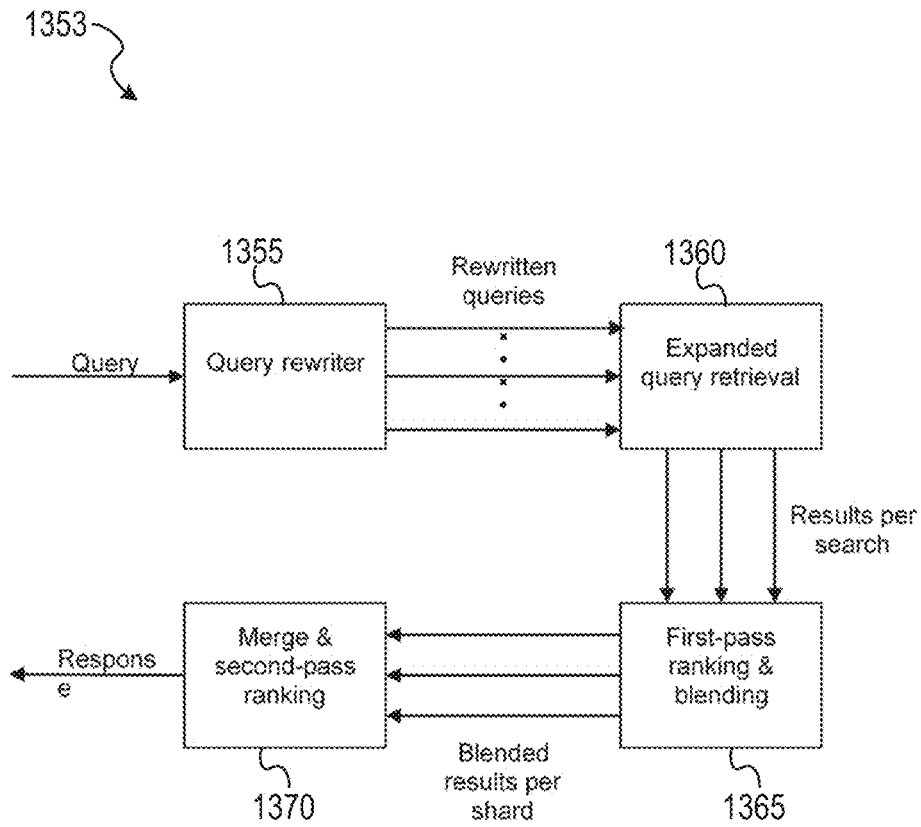 1353
1355
Rewritten
queries
1360
Query
Query rewriter
Expanded
query retrieval
Results per
search
Respons
e
Merge &
second-pass
ranking
First-pass
ranking &
blending
Blended
results per
shard
1370
1365